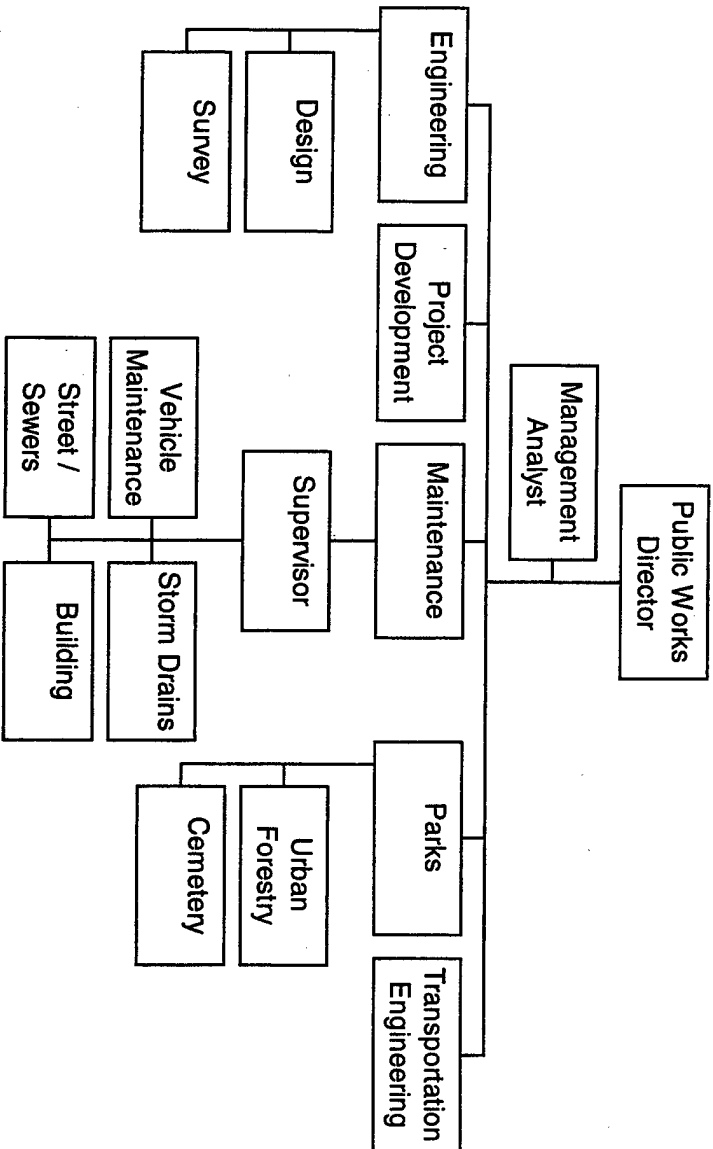 Public Works
Director
Management
Analyst
Engineering
Project
Development
Maintenance
Parks
Transportation
Engineering
Design
Survey
Supervisor
Urban
Forestry
Cemetery
Vehicle
Maintenance
Storm Drains
Street /
Sewers
Building